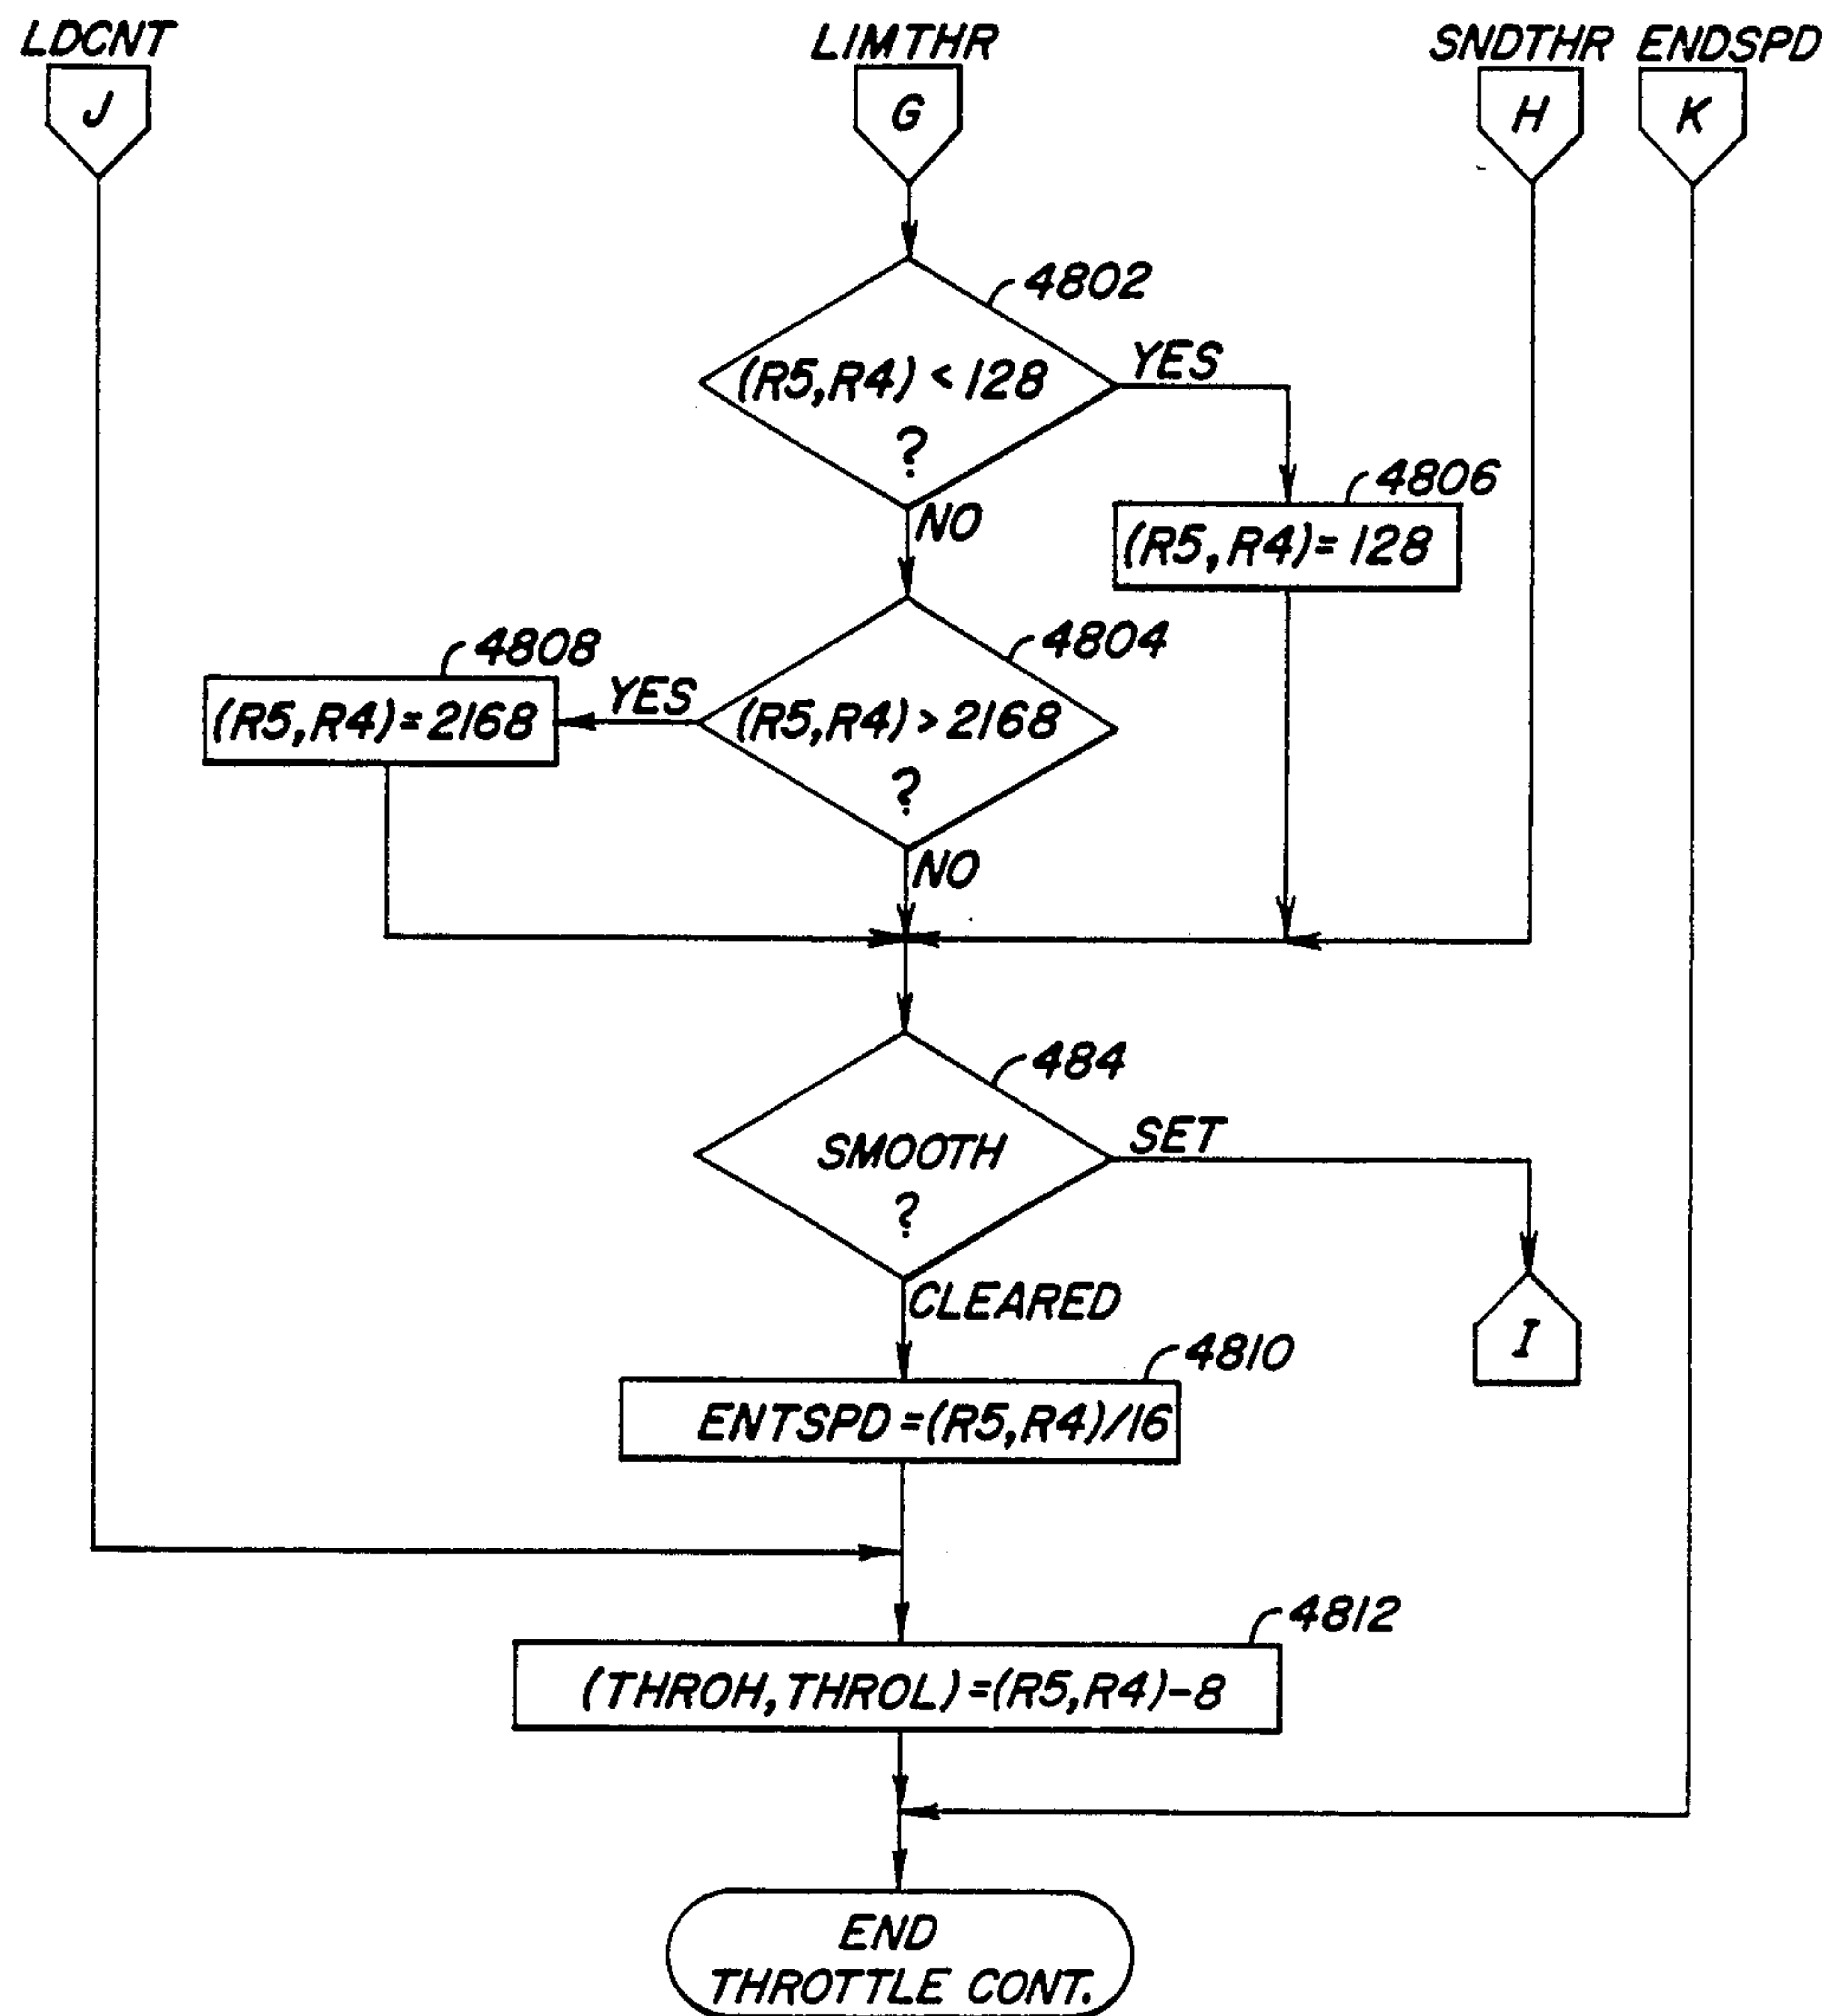 LDCNT
LIMTHR
SNDTHR
ENDSPD
J
G
H
K
4802
(R5,R4) < 128
?
YES
NO
4806
(R5,R4)= 128
4804
(R5,R4) > 2168
?
YES
NO
4808
(R5,R4)=2168
484
SMOOTH
?
SET
I
CLEARED
4810
ENTSPD =(R5,R4)/16
4812
(THROH,THROL)=(R5,R4)-8
END
THROTTLE CONT.